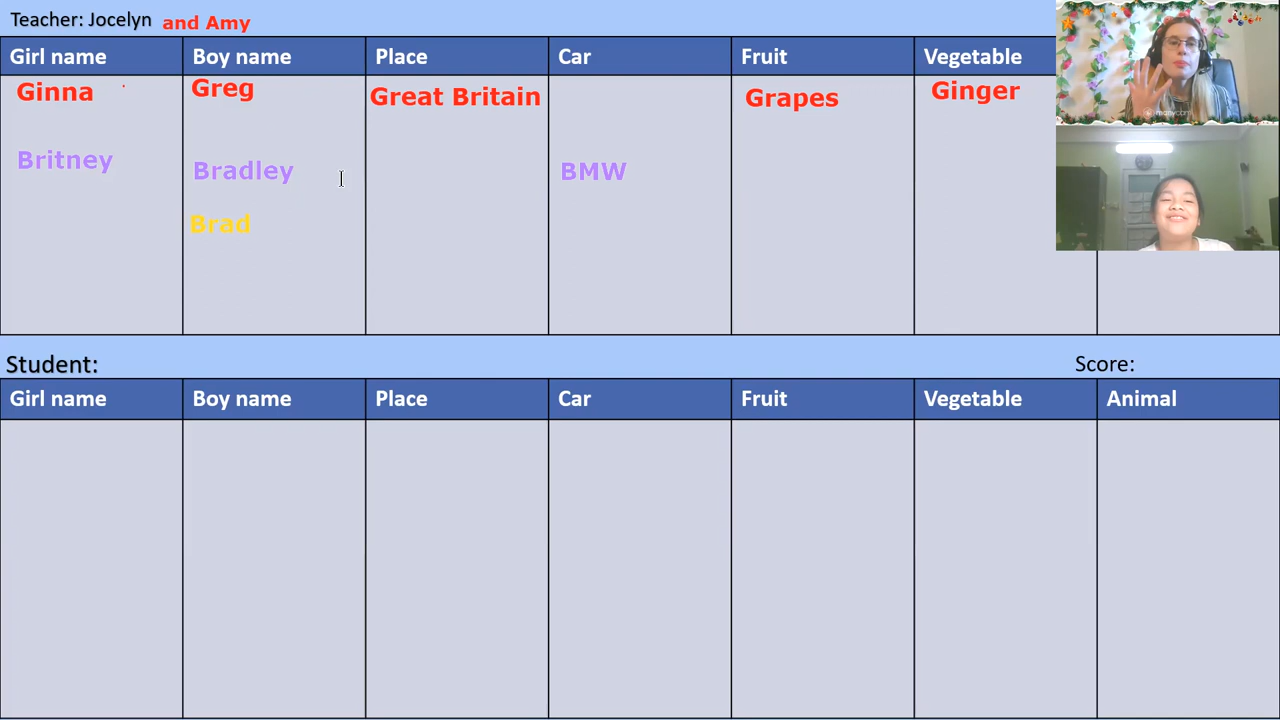 Teacher: Jocelyn and Amy
Girl name Boy name Place Car Fruit Vegetable
Ginna Greg Great Britain Grapes Ginger
Britney Bradley BMW
Brad
manycam
Student: Score:
Girl name Boy name Place Car Fruit Vegetable Animal